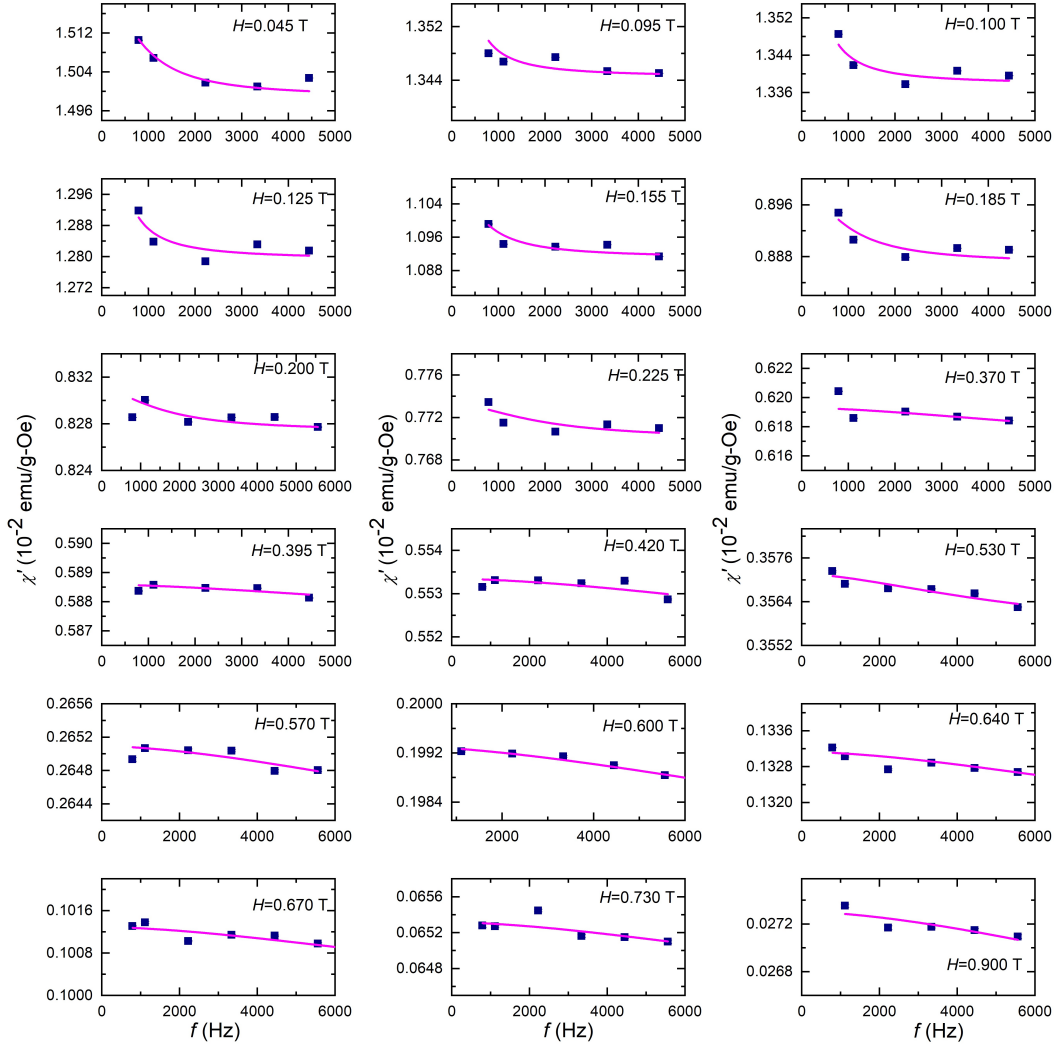 H=0.045 T
1.512
1.504
1.496
0 1000 2000 3000 4000 5000
H=0.095 T
1.352
1.344
0 1000 2000 3000 4000 5000
H=0.100 T
1.352
1.344
1.336
0 1000 2000 3000 4000 5000
H=0.125 T
1.296
1.288
1.280
1.272
0 1000 2000 3000 4000 5000
H=0.155 T
1.104
1.096
1.088
0 1000 2000 3000 4000 5000
H=0.185 T
0.896
0.888
0 1000 2000 3000 4000 5000
H=0.200 T
0.832
0.828
0.824
0 1000 2000 3000 4000 5000 6000
H=0.225 T
0.776
0.772
0.768
0 1000 2000 3000 4000 5000
H=0.370 T
0.622
0.620
0.618
0.616
0 1000 2000 3000 4000 5000
χ' (10⁻² emu/g-Oe)
χ' (10⁻² emu/g-Oe)
χ' (10⁻² emu/g-Oe)
H=0.395 T
0.590
0.589
0.588
0.587
0 1000 2000 3000 4000 5000
H=0.420 T
0.554
0.553
0.552
0 2000 4000 6000
H=0.530 T
0.3576
0.3564
0.3552
0 2000 4000 6000
H=0.570 T
0.2656
0.2652
0.2648
0.2644
0 2000 4000 6000
H=0.600 T
0.2000
0.1992
0.1984
2000 4000 6000
H=0.640 T
0.1336
0.1328
0.1320
0 2000 4000 6000
H=0.670 T
0.1016
0.1008
0.1000
0 2000 4000 6000
f (Hz)
H=0.730 T
0.0656
0.0652
0.0648
0 2000 4000 6000
f (Hz)
H=0.900 T
0.0272
0.0268
0 2000 4000 6000
f (Hz)